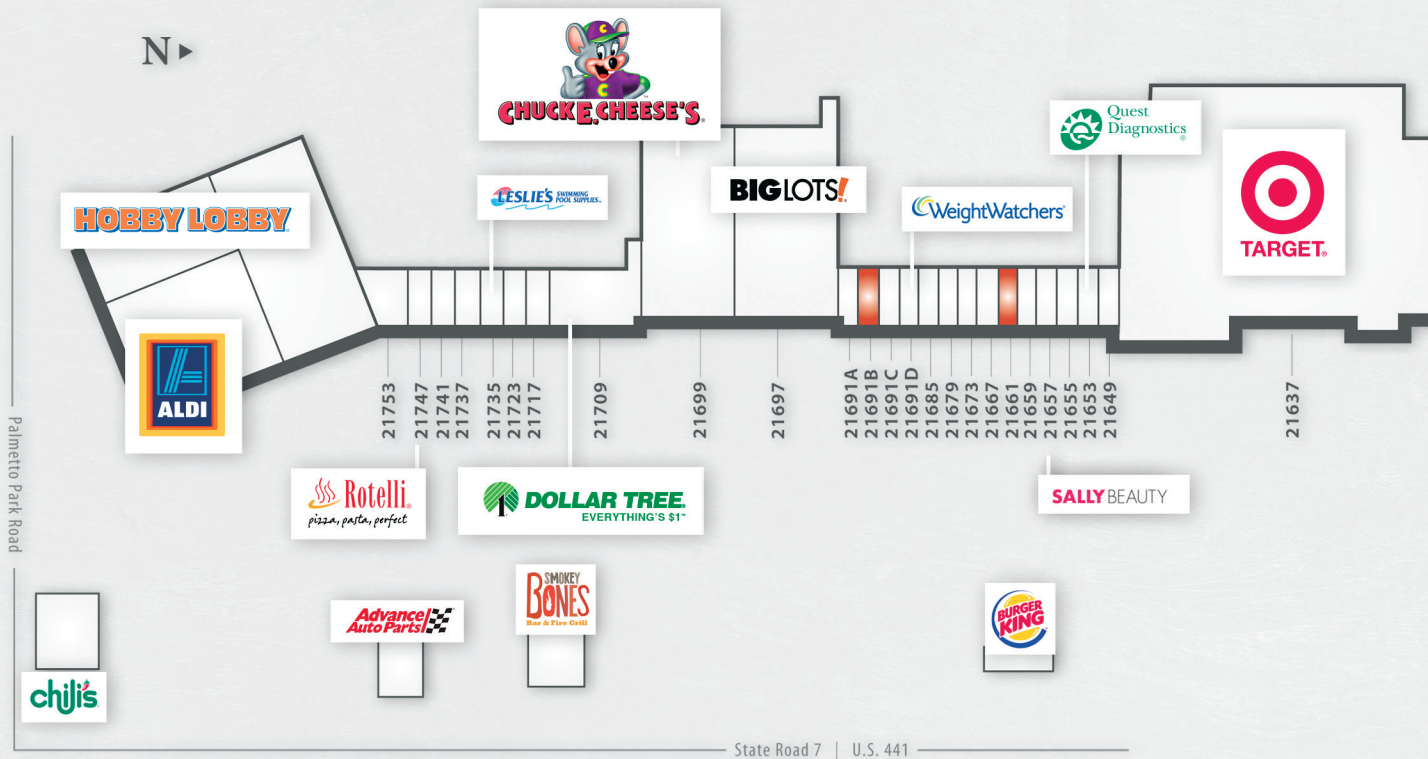 N
CHUCK E. CHEESE'S
Quest
Diagnostics
HOBBY LOBBY
LESLIE'S SWIMMING
POOL SUPPLIES
BIG LOTS!
WeightWatchers
TARGET
ALDI
21753
21747
21741
21737
21735
21723
21717
21709
21699
21697
21691A
21691B
21691C
21691D
21685
21679
21673
21667
21661
21659
21657
21655
21653
21649
21637
Palmetto Park Road
Rotelli
pizza, pasta, perfect
DOLLAR TREE
EVERYTHING'S $1
SALLY BEAUTY
Advance
Auto Parts
SMOKEY
BONES
Bar & Fire Grill
BURGER
KING
chili's
State Road 7 | U.S. 441